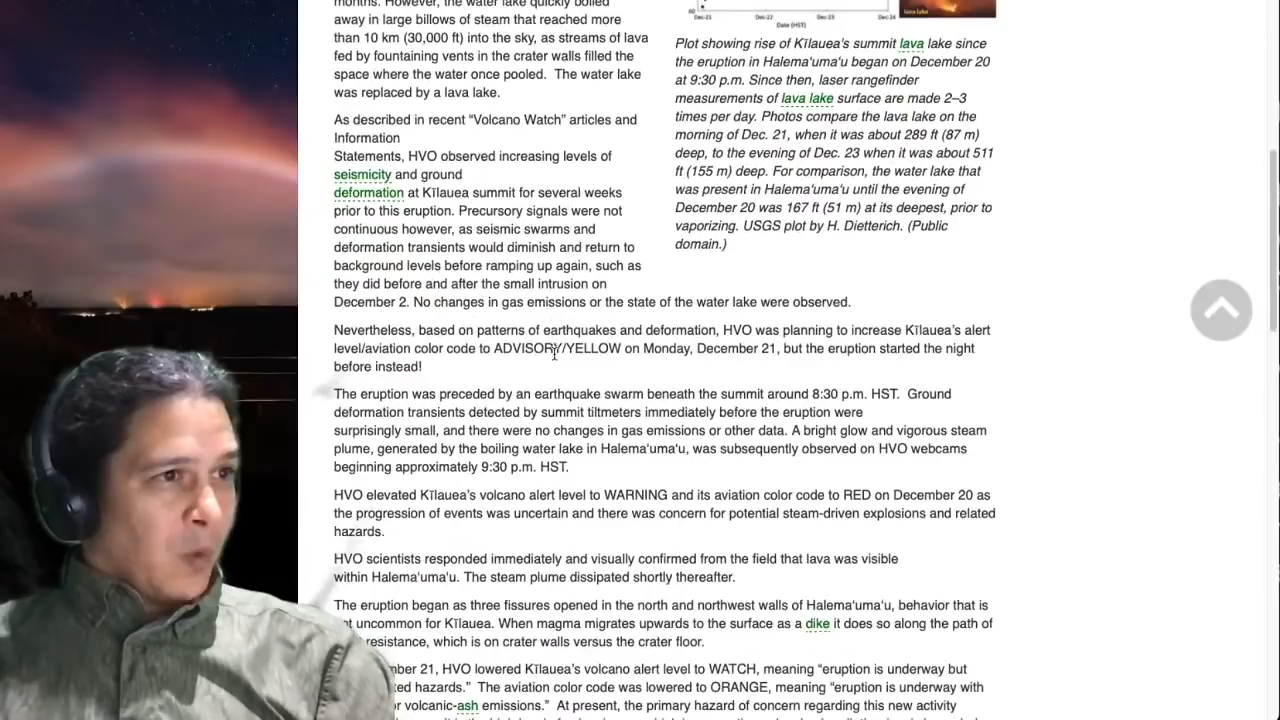 months. However, the water lake quickly boiled
away in large billows of steam that reached more
than 10 km (30,000 ft) into the sky, as streams of lava
fed by fountaining vents in the crater walls filled the
space where the water once pooled.  The water lake
was replaced by a lava lake.
As described in recent “Volcano Watch” articles and
Information
Statements, HVO observed increasing levels of
seismicity and ground
deformation at Kīlauea summit for several weeks
prior to this eruption. Precursory signals were not
continuous however, as seismic swarms and
deformation transients would diminish and return to
background levels before ramping up again, such as
they did before and after the small intrusion on
December 2. No changes in gas emissions or the state of the water lake were observed.
Dec-21 Dec-22 Dec-23 Dec-24
Date (HST)
Plot showing rise of Kīlauea’s summit lava lake since
the eruption in Halema‘uma‘u began on December 20
at 9:30 p.m. Since then, laser rangefinder
measurements of lava lake surface are made 2–3
times per day. Photos compare the lava lake on the
morning of Dec. 21, when it was about 289 ft (87 m)
deep, to the evening of Dec. 23 when it was about 511
ft (155 m) deep. For comparison, the water lake that
was present in Halema‘uma‘u until the evening of
December 20 was 167 ft (51 m) at its deepest, prior to
vaporizing. USGS plot by H. Dietterich. (Public
domain.)
Nevertheless, based on patterns of earthquakes and deformation, HVO was planning to increase Kīlauea’s alert
level/aviation color code to ADVISORY/YELLOW on Monday, December 21, but the eruption started the night
before instead!
The eruption was preceded by an earthquake swarm beneath the summit around 8:30 p.m. HST.  Ground
deformation transients detected by summit tiltmeters immediately before the eruption were
surprisingly small, and there were no changes in gas emissions or other data. A bright glow and vigorous steam
plume, generated by the boiling water lake in Halema‘uma‘u, was subsequently observed on HVO webcams
beginning approximately 9:30 p.m. HST.
HVO elevated Kīlauea’s volcano alert level to WARNING and its aviation color code to RED on December 20 as
the progression of events was uncertain and there was concern for potential steam-driven explosions and related
hazards.
HVO scientists responded immediately and visually confirmed from the field that lava was visible
within Halema‘uma‘u. The steam plume dissipated shortly thereafter.
The eruption began as three fissures opened in the north and northwest walls of Halema‘uma‘u, behavior that is
uncommon for Kīlauea. When magma migrates upwards to the surface as a dike it does so along the path of
resistance, which is on crater walls versus the crater floor.
21, HVO lowered Kīlauea’s volcano alert level to WATCH, meaning “eruption is underway but
hazards.”  The aviation color code was lowered to ORANGE, meaning “eruption is underway with
volcanic-ash emissions.”  At present, the primary hazard of concern regarding this new activity